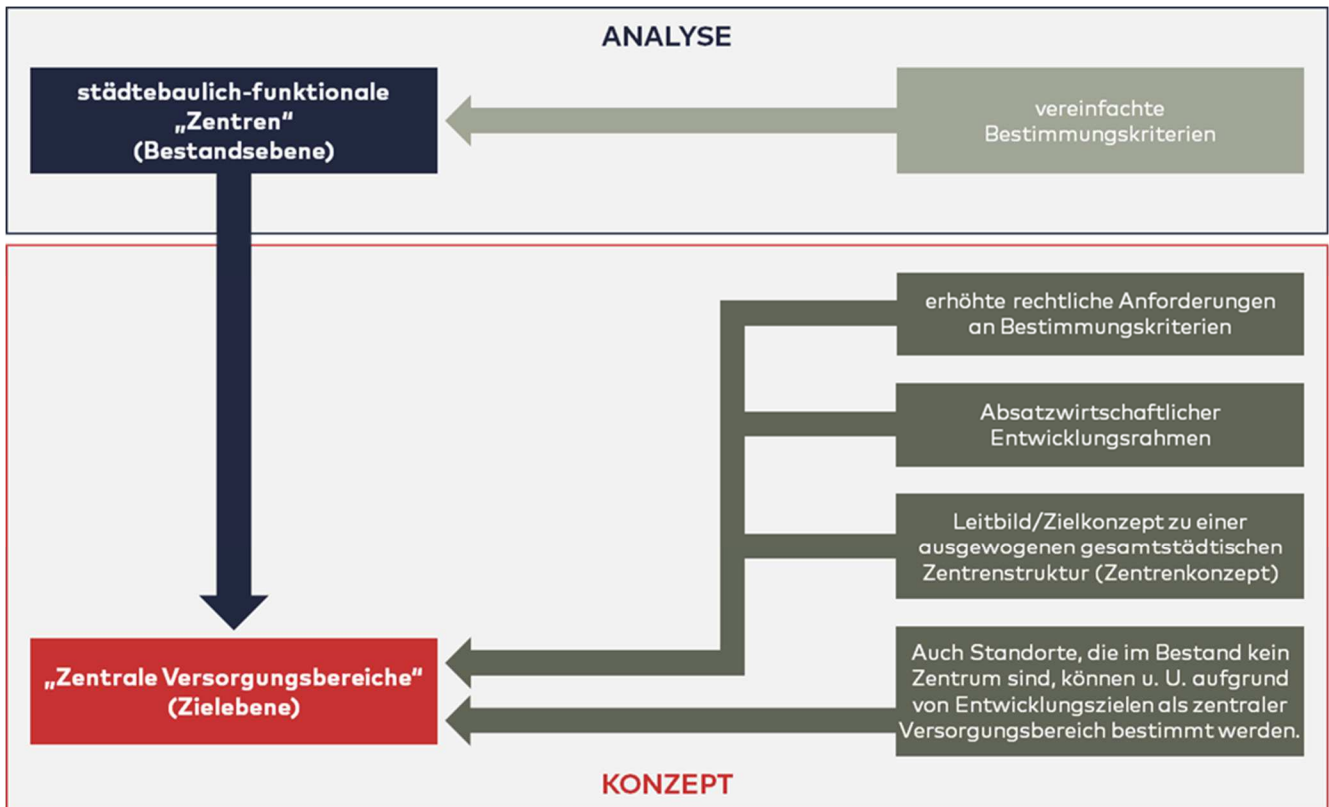 ANALYSE
städtebaulich-funktionale
„Zentren“
(Bestandsebene)
vereinfachte
Bestimmungskriterien
erhöhte rechtliche Anforderungen
an Bestimmungskriterien
Absatzwirtschaftlicher
Entwicklungsrahmen
Leitbild/Zielkonzept zu einer
ausgewogenen gesamtstädtischen
Zentrenstruktur (Zentrenkonzept)
„Zentrale Versorgungsbereiche“
(Zielebene)
Auch Standorte, die im Bestand kein
Zentrum sind, können u. U. aufgrund
von Entwicklungszielen als zentraler
Versorgungsbereich bestimmt werden.
KONZEPT